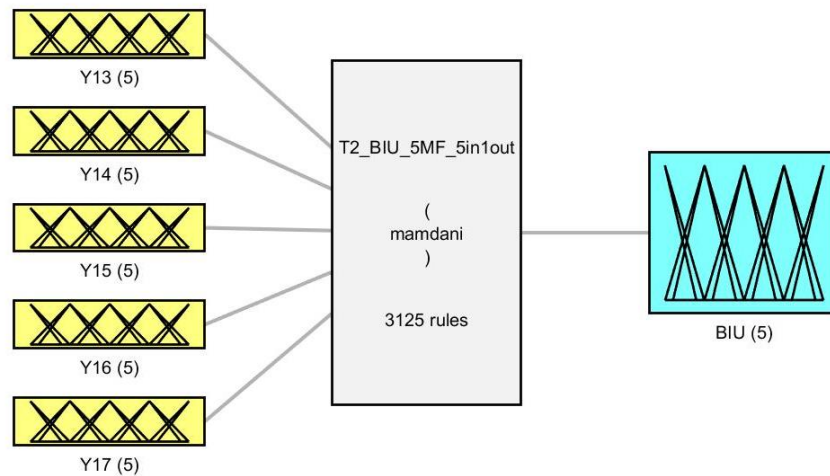 Y13 (5)
Y14 (5)
Y15 (5)
Y16 (5)
Y17 (5)
T2_BIU_5MF_5in1out
(
mamdani
)
3125 rules
BIU (5)